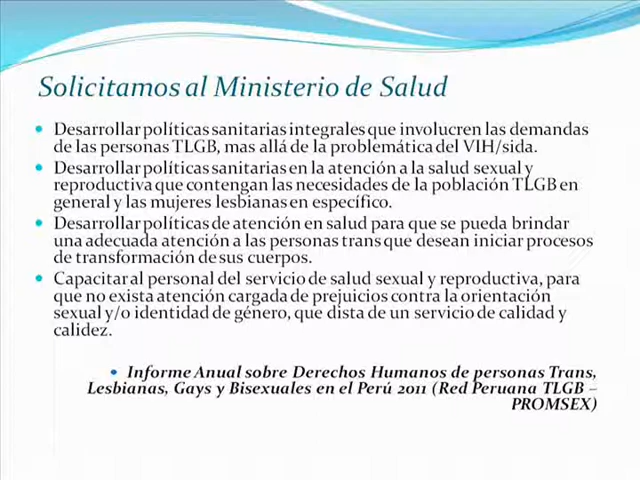 Solicitamos al Ministerio de Salud
• Desarrollar políticas sanitarias integrales que involucren las demandas
de las personas TLGB, mas allá de la problemática del VIH/sida.
• Desarrollar políticas sanitarias en la atención a la salud sexual y
reproductiva que contengan las necesidades de la población TLGB en
general y las mujeres lesbianas en específico.
• Desarrollar políticas de atención en salud para que se pueda brindar
una adecuada atención a las personas trans que desean iniciar procesos
de transformación de sus cuerpos.
• Capacitar al personal del servicio de salud sexual y reproductiva, para
que no exista atención cargada de prejuicios contra la orientación
sexual y/o identidad de género, que dista de un servicio de calidad y
calidez.
• Informe Anual sobre Derechos Humanos de personas Trans,
Lesbianas, Gays y Bisexuales en el Perú 2011 (Red Peruana TLGB –
PROMSEX)